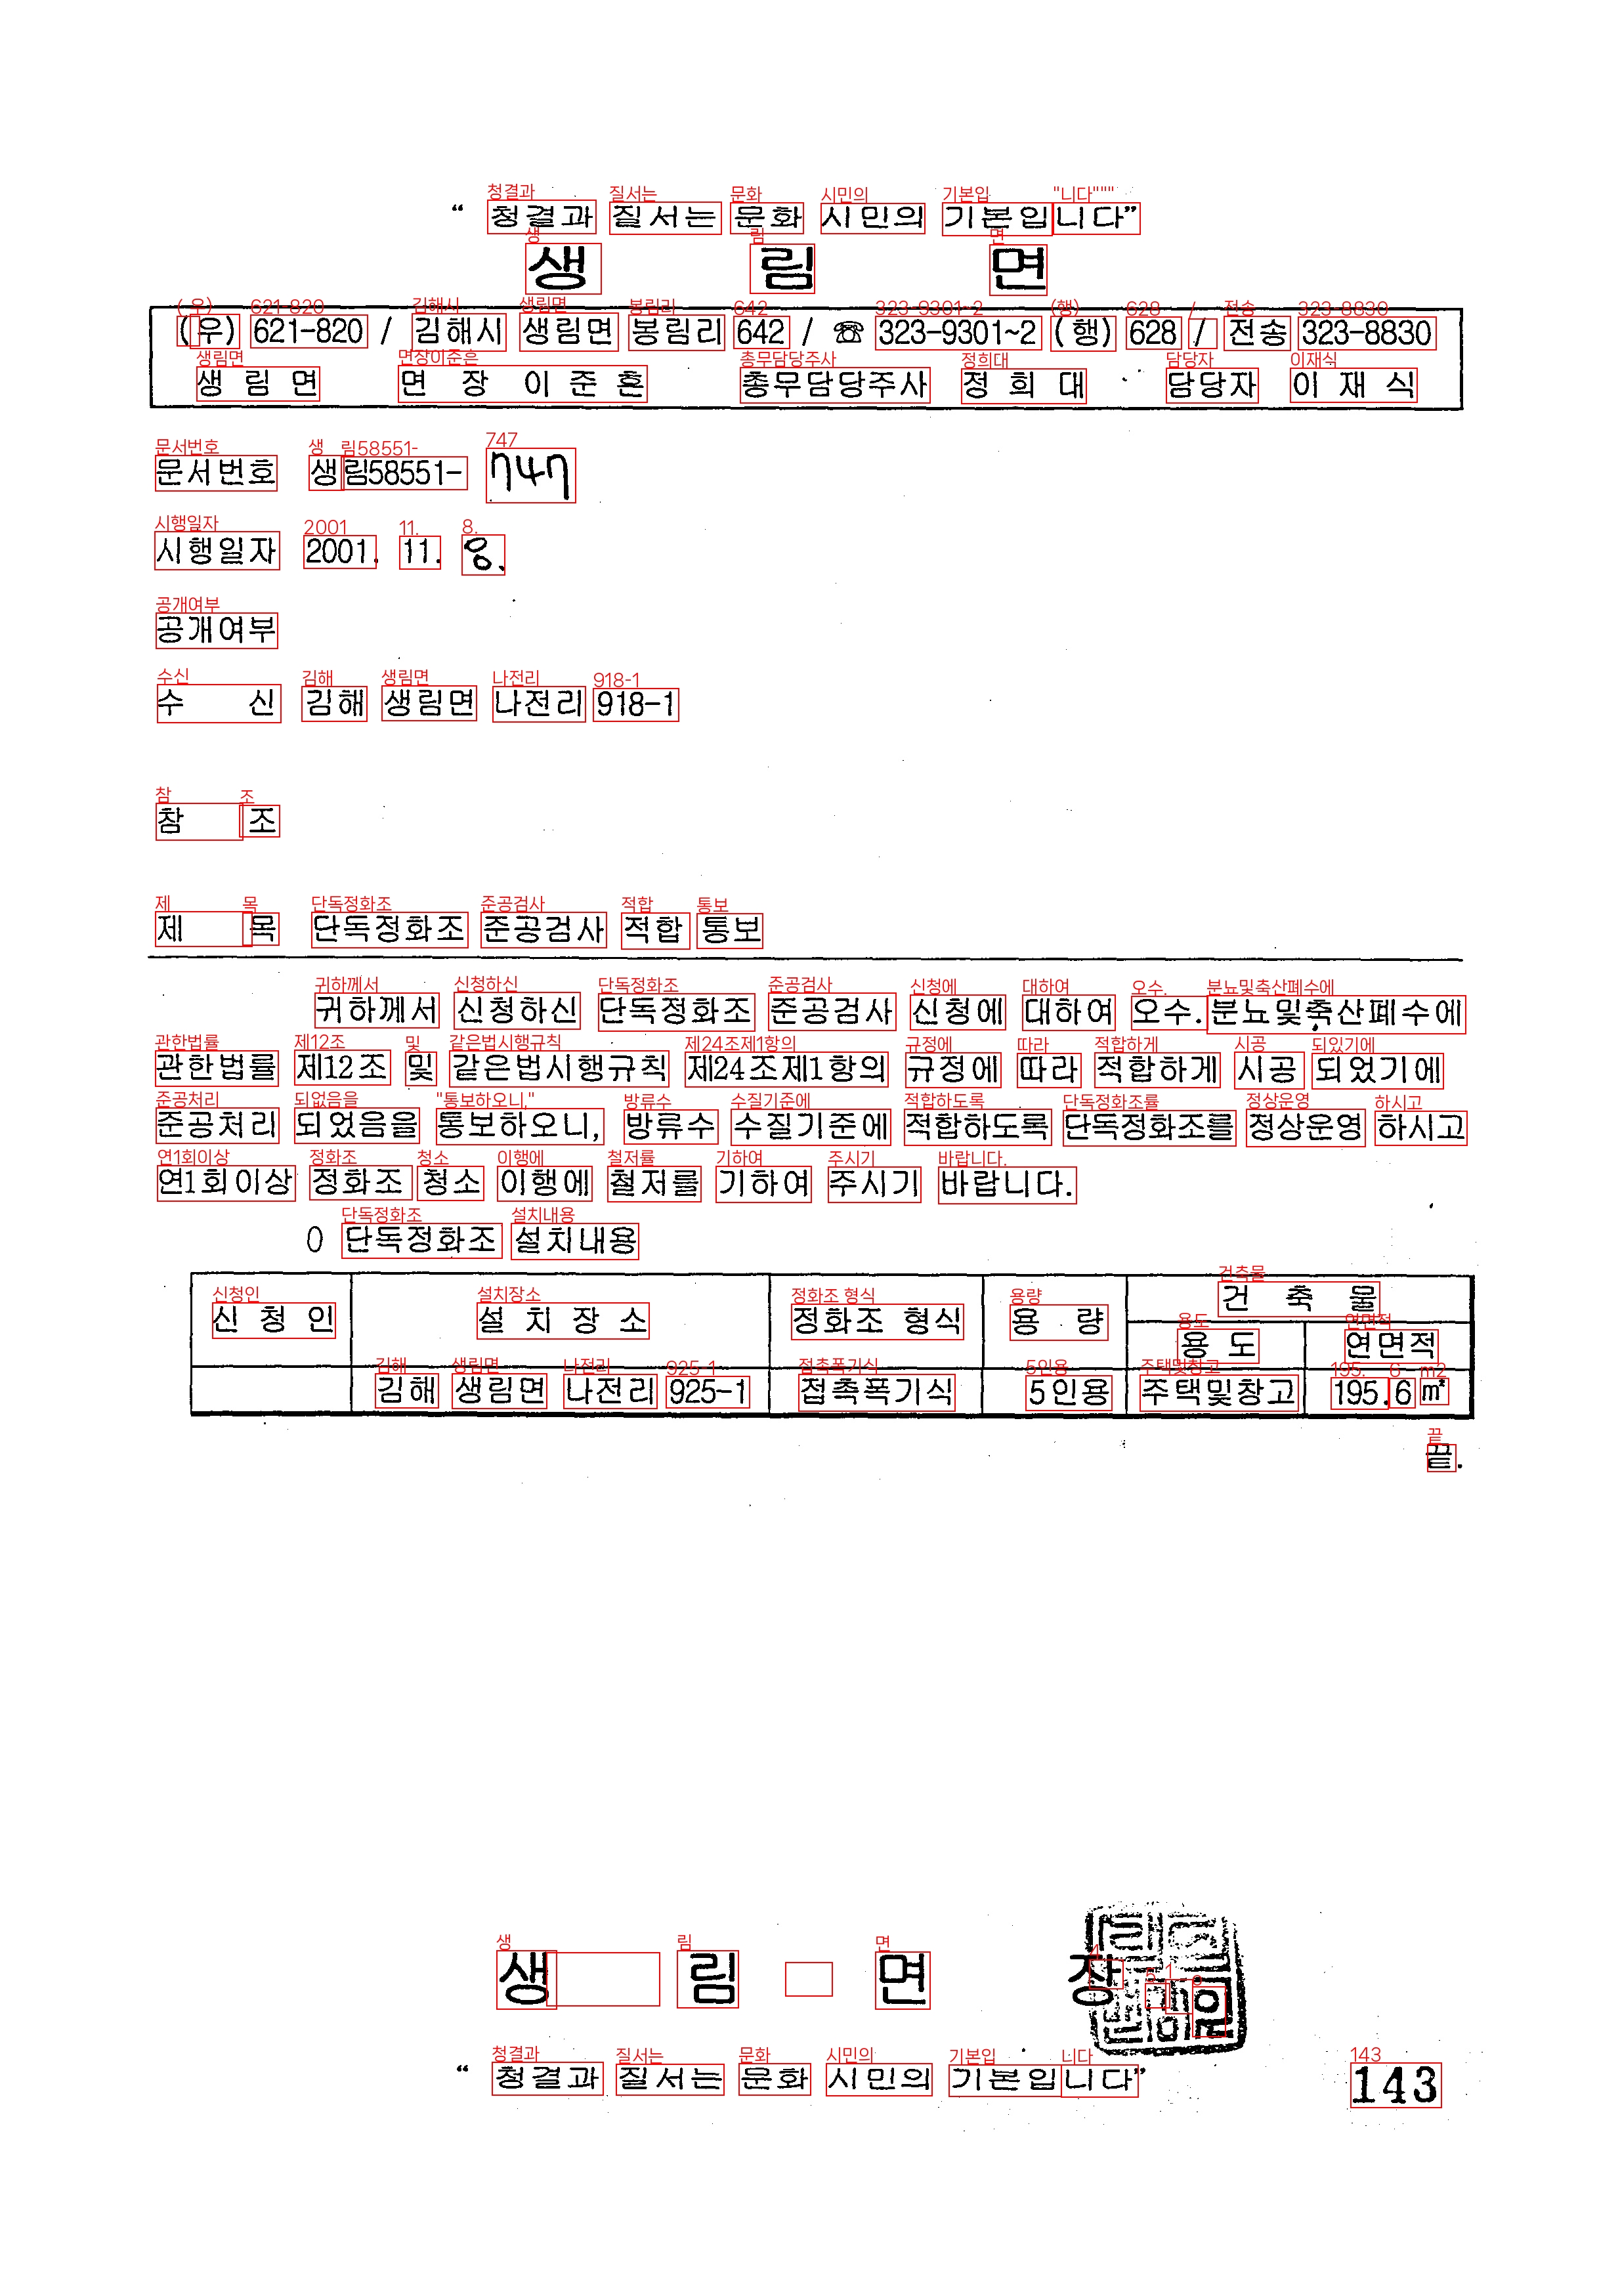 “ 청결과 질서는 문화 시민의 기본입니다”
생 림 면
(우) 621-820 / 김해시 생림면 봉림리 642 / ☏ 323-9301~2 (행) 628 / 전송 323-8830
생 림 면 면 장 이 준 흔 총무담당주사 정 희 대 담당자 이 재 식
문서번호 생림58551- 747
시행일자 2001. 11. 8.
공개여부
수 신 김해 생림면 나전리 918-1
참 조
제 목 단독정화조 준공검사 적합 통보
귀하께서 신청하신 단독정화조 준공검사 신청에 대하여 오수.분뇨및축산폐수에
관한법률 제12조 및 같은법시행규칙 제24조제1항의 규정에 따라 적합하게 시공 되었기에
준공처리 되었음을 통보하오니, 방류수 수질기준에 적합하도록 단독정화조를 정상운영 하시고
연1회이상 정화조 청소 이행에 철저를 기하여 주시기 바랍니다.
0 단독정화조 설치내용
신 청 인 설 치 장 소 정화조 형식 용 량 건 축 물
용 도 연면적
김해 생림면 나전리 925-1 접촉폭기식 5인용 주택및창고 195.6㎡
끝.
생 림 면 장
“ 청결과 질서는 문화 시민의 기본입니다”
143